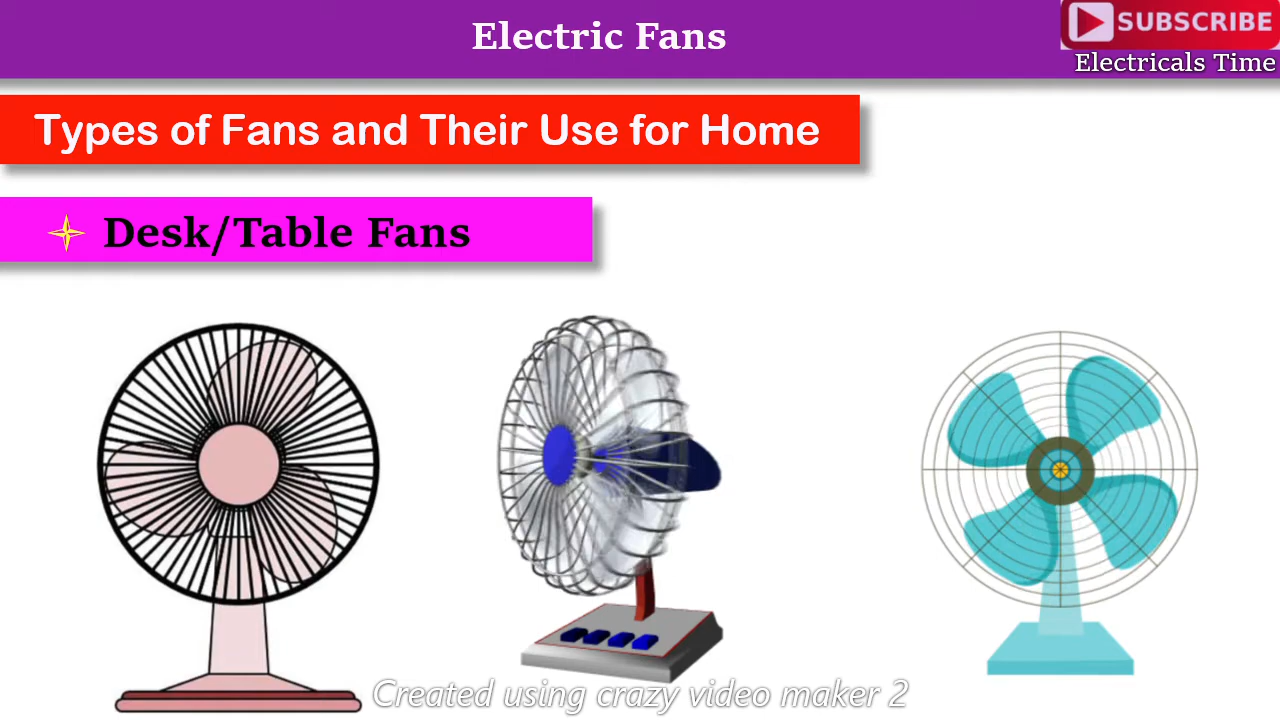 Electric Fans
SUBSCRIBE
Electricals Time
Types of Fans and Their Use for Home
Desk/Table Fans
Created using crazy video maker 2